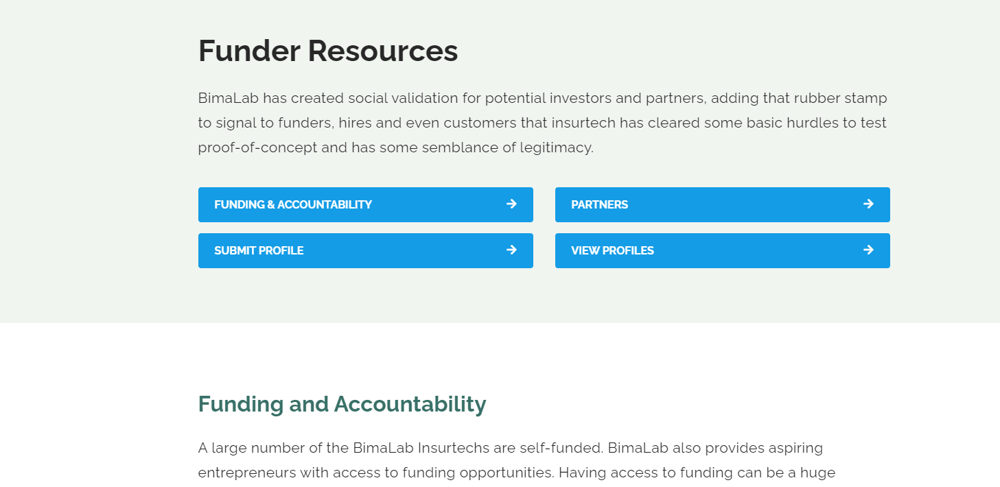 Funder Resources
BimaLab has created social validation for potential investors and partners, adding that rubber stamp
to signal to funders, hires and even customers that insurtech has cleared some basic hurdles to test
proof-of-concept and has some semblance of legitimacy.
FUNDING & ACCOUNTABILITY
PARTNERS
SUBMIT PROFILE
VIEW PROFILES
Funding and Accountability
A large number of the BimaLab Insurtechs are self-funded. BimaLab also provides aspiring
entrepreneurs with access to funding opportunities. Having access to funding can be a huge